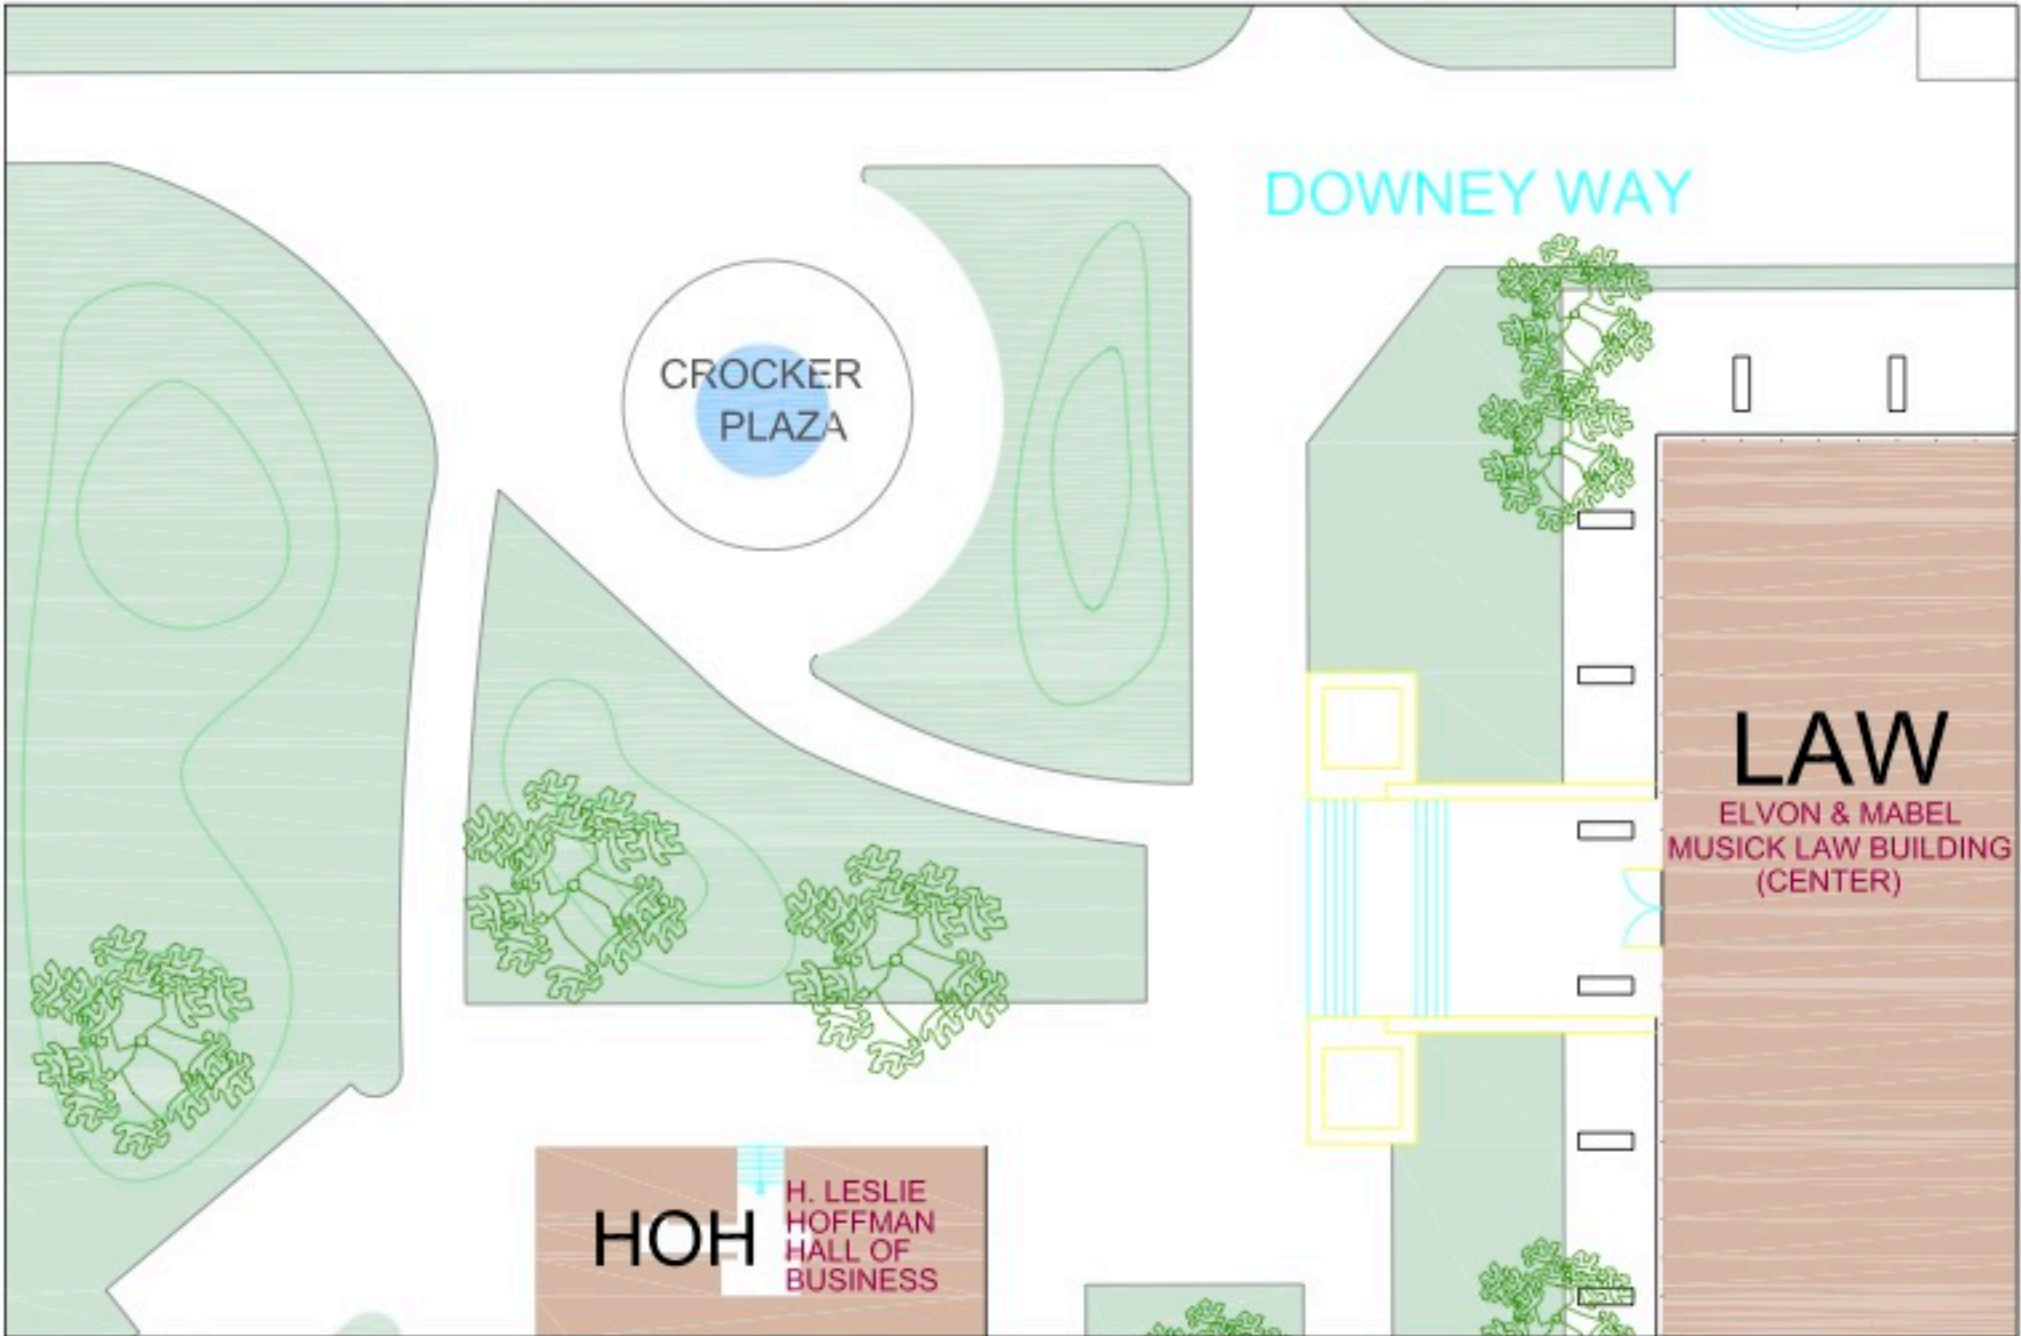 DOWNEY WAY
CROCKER
PLAZA
LAW
ELVON & MABEL
MUSICK LAW BUILDING
(CENTER)
HOH
H. LESLIE
HOFFMAN
HALL OF
BUSINESS